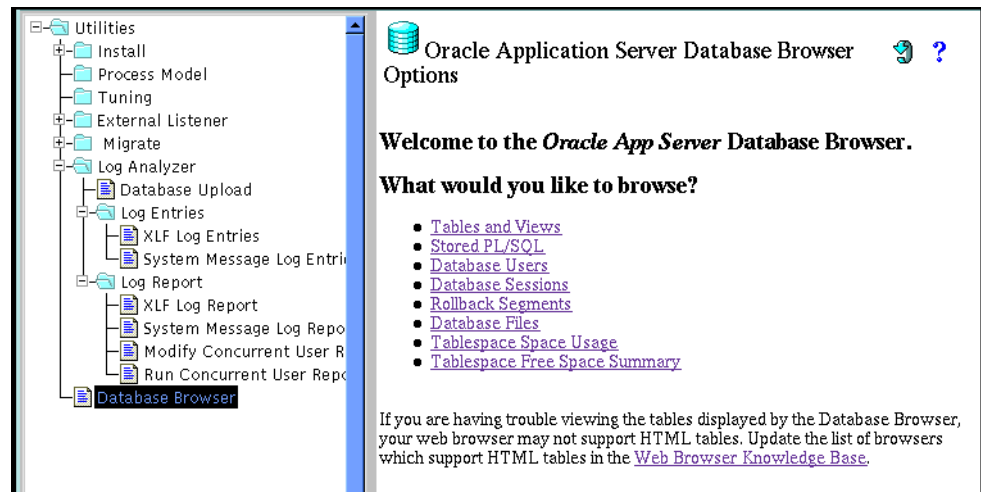 Utilities
Install
Process Model
Tuning
External Listener
Migrate
Log Analyzer
Database Upload
Log Entries
XLF Log Entries
System Message Log Entri
Log Report
XLF Log Report
System Message Log Repo
Modify Concurrent User R
Run Concurrent User Repo
Database Browser
Oracle Application Server Database Browser
Options
?
Welcome to the Oracle App Server Database Browser.
What would you like to browse?
Tables and Views
Stored PL/SQL
Database Users
Database Sessions
Rollback Segments
Database Files
Tablespace Space Usage
Tablespace Free Space Summary
If you are having trouble viewing the tables displayed by the Database Browser,
your web browser may not support HTML tables. Update the list of browsers
which support HTML tables in the Web Browser Knowledge Base.